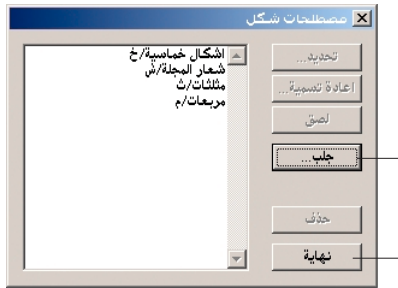 مصطلحات شكل
اشكال خماسية/خ
شعار المجلة/ش
مثلثات/ث
مربعات/م
تحديد...
اعادة تسمية...
لصق
جلب...
حذف
نهاية